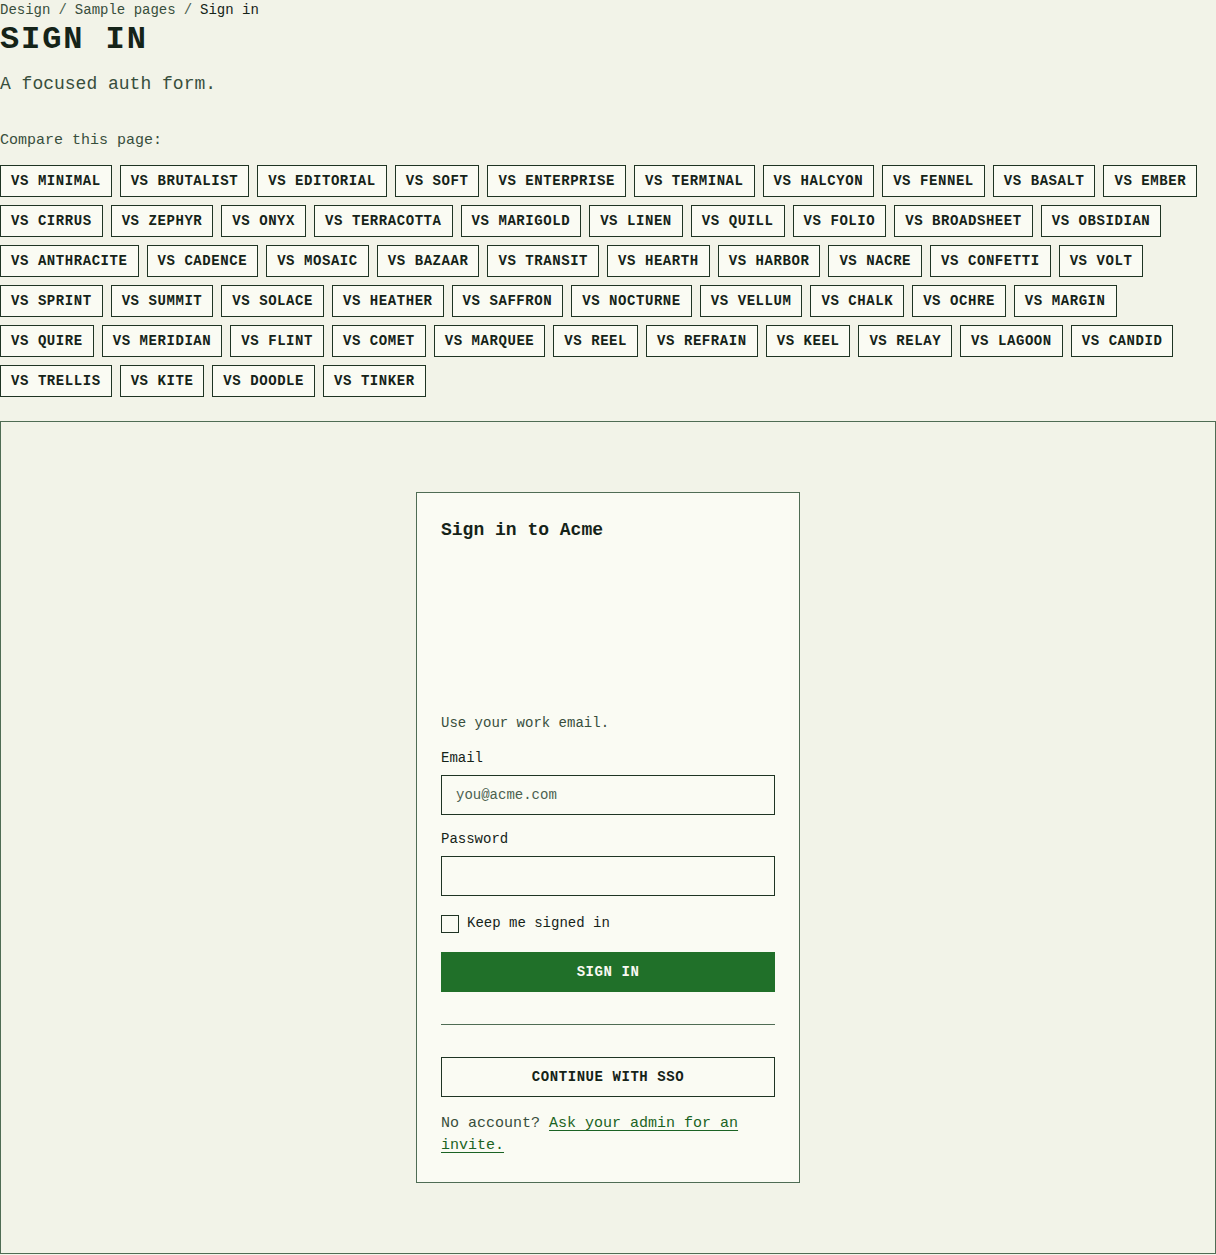 Design / Sample pages / Sign in
SIGN IN
A focused auth form.
Compare this page:
VS MINIMAL VS BRUTALIST VS EDITORIAL VS SOFT VS ENTERPRISE VS TERMINAL VS HALCYON VS FENNEL VS BASALT VS EMBER
VS CIRRUS VS ZEPHYR VS ONYX VS TERRACOTTA VS MARIGOLD VS LINEN VS QUILL VS FOLIO VS BROADSHEET VS OBSIDIAN
VS ANTHRACITE VS CADENCE VS MOSAIC VS BAZAAR VS TRANSIT VS HEARTH VS HARBOR VS NACRE VS CONFETTI VS VOLT
VS SPRINT VS SUMMIT VS SOLACE VS HEATHER VS SAFFRON VS NOCTURNE VS VELLUM VS CHALK VS OCHRE VS MARGIN
VS QUIRE VS MERIDIAN VS FLINT VS COMET VS MARQUEE VS REEL VS REFRAIN VS KEEL VS RELAY VS LAGOON VS CANDID
VS TRELLIS VS KITE VS DOODLE VS TINKER
Sign in to Acme
Use your work email.
Email
you@acme.com
Password
Keep me signed in
SIGN IN
CONTINUE WITH SSO
No account? Ask your admin for an
invite.